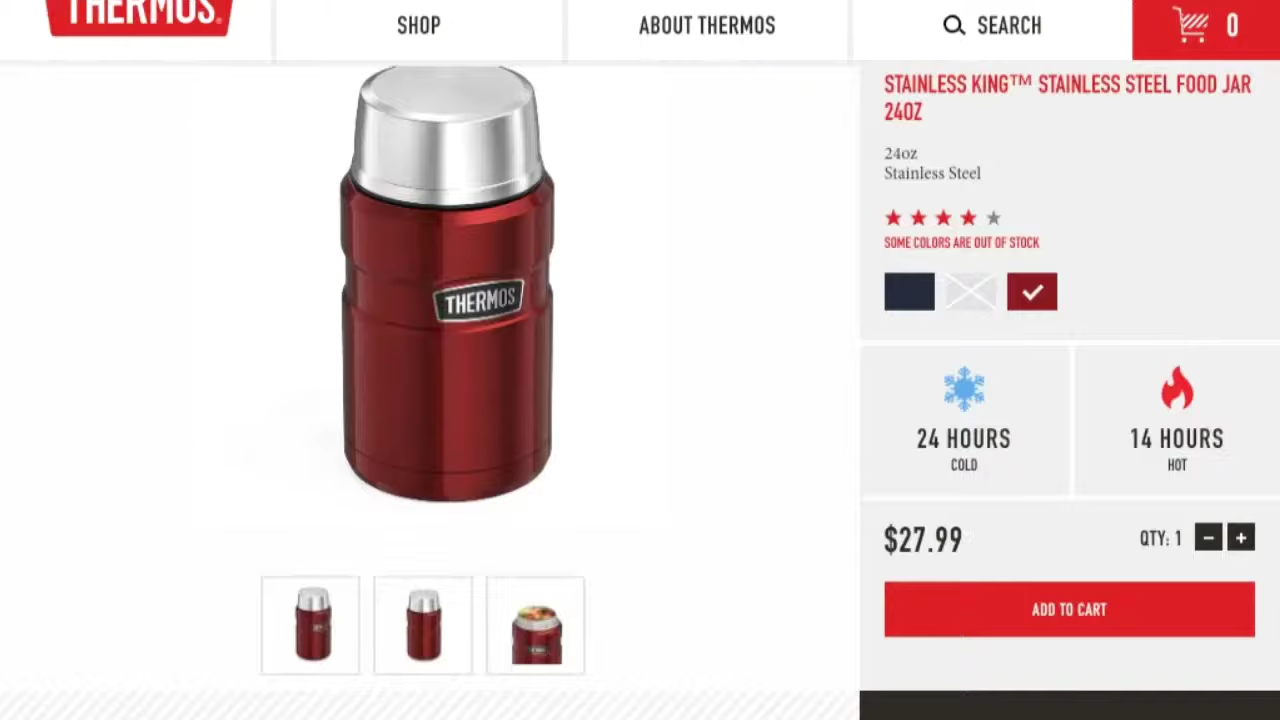 THERMOS®
SHOP
ABOUT THERMOS
SEARCH
0
STAINLESS KING™ STAINLESS STEEL FOOD JAR
24OZ
24oz
Stainless Steel
SOME COLORS ARE OUT OF STOCK
THERMOS
24 HOURS
COLD
14 HOURS
HOT
$27.99
QTY: 1
ADD TO CART